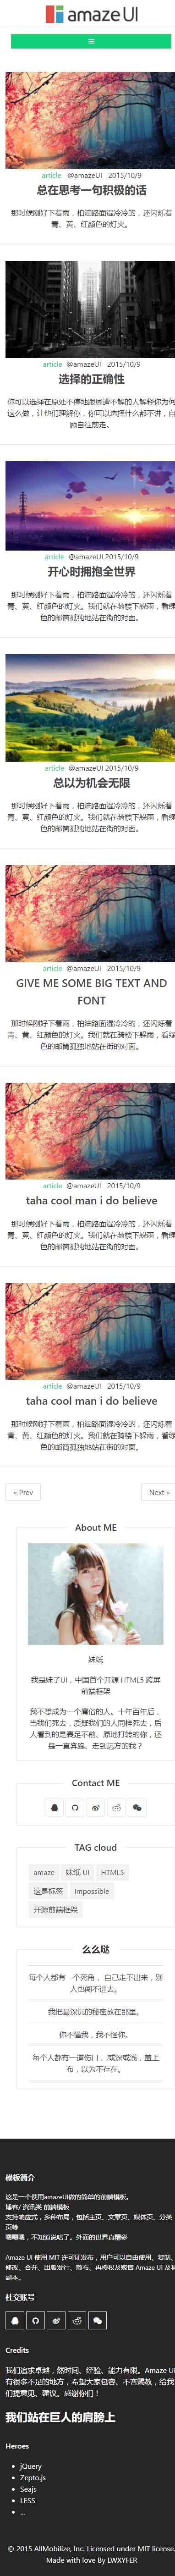 amaze UI
article @amazeUI 2015/10/9
总在思考一句积极的话
那时候刚好下着雨，柏油路面湿冷冷的，还闪烁着
青、黄、红颜色的灯火。
article @amazeUI 2015/10/9
选择的正确性
你可以选择在原处不停地跟周遭不解的人解释你为何
这么做，让他们理解你，你可以选择什么都不讲，自
顾自往前走。
article @amazeUI 2015/10/9
开心时拥抱全世界
那时候刚好下着雨，柏油路面湿冷冷的，还闪烁着
青、黄、红颜色的灯火。我们就在骑楼下躲雨，看绿
色的邮筒孤独地站在街的对面。
article @amazeUI 2015/10/9
总以为机会无限
那时候刚好下着雨，柏油路面湿冷冷的，还闪烁着
青、黄、红颜色的灯火。我们就在骑楼下躲雨，看绿
色的邮筒孤独地站在街的对面。
article @amazeUI 2015/10/9
GIVE ME SOME BIG TEXT AND
FONT
那时候刚好下着雨，柏油路面湿冷冷的，还闪烁着
青、黄、红颜色的灯火。我们就在骑楼下躲雨，看绿
色的邮筒孤独地站在街的对面。
article @amazeUI 2015/10/9
taha cool man i do believe
那时候刚好下着雨，柏油路面湿冷冷的，还闪烁着
青、黄、红颜色的灯火。我们就在骑楼下躲雨，看绿
色的邮筒孤独地站在街的对面。
article @amazeUI 2015/10/9
taha cool man i do believe
那时候刚好下着雨，柏油路面湿冷冷的，还闪烁着
青、黄、红颜色的灯火。我们就在骑楼下躲雨，看绿
色的邮筒孤独地站在街的对面。
« Prev Next »
About ME
妹纸
我是妹子UI，中国首个开源 HTML5 跨屏
前端框架
我不想成为一个庸俗的人。十年百年后，
当我们死去，质疑我们的人同样死去，后
人看到的是裹足不前、原地打转的你，还
是一直奔跑、走到远方的我？
Contact ME
TAG cloud
amaze 妹纸 UI HTML5
这是标签 Impossible
开源前端框架
么么哒
每个人都有一个死角， 自己走不出来，别
人也闯不进去。
我把最深沉的秘密放在那里。
你不懂我，我不怪你。
每个人都有一道伤口， 或深或浅，盖上
布，以为不存在。
模板简介
这是一个使用amazeUI做的简单的前端模板。
博客/ 资讯类 前端模板
支持响应式，多种布局，包括主页、文章页、媒体页、分类
页等
嗯嗯嗯，不知道说啥了。外面的世界真精彩
Amaze UI 使用 MIT 许可证发布，用户可以自由使用、复制、
修改、合并、出版发行、散布、再授权及贩售 Amaze UI 及其
副本。
社交账号
Credits
我们追求卓越，然时间、经验、能力有限。Amaze UI
有很多不足的地方，希望大家包容、不吝赐教，给我
们提意见、建议。感谢你们！
我们站在巨人的肩膀上
Heroes
jQuery
Zepto.js
Seajs
LESS
...
© 2015 AllMobilize, Inc. Licensed under MIT license.
Made with love By LWXYFER